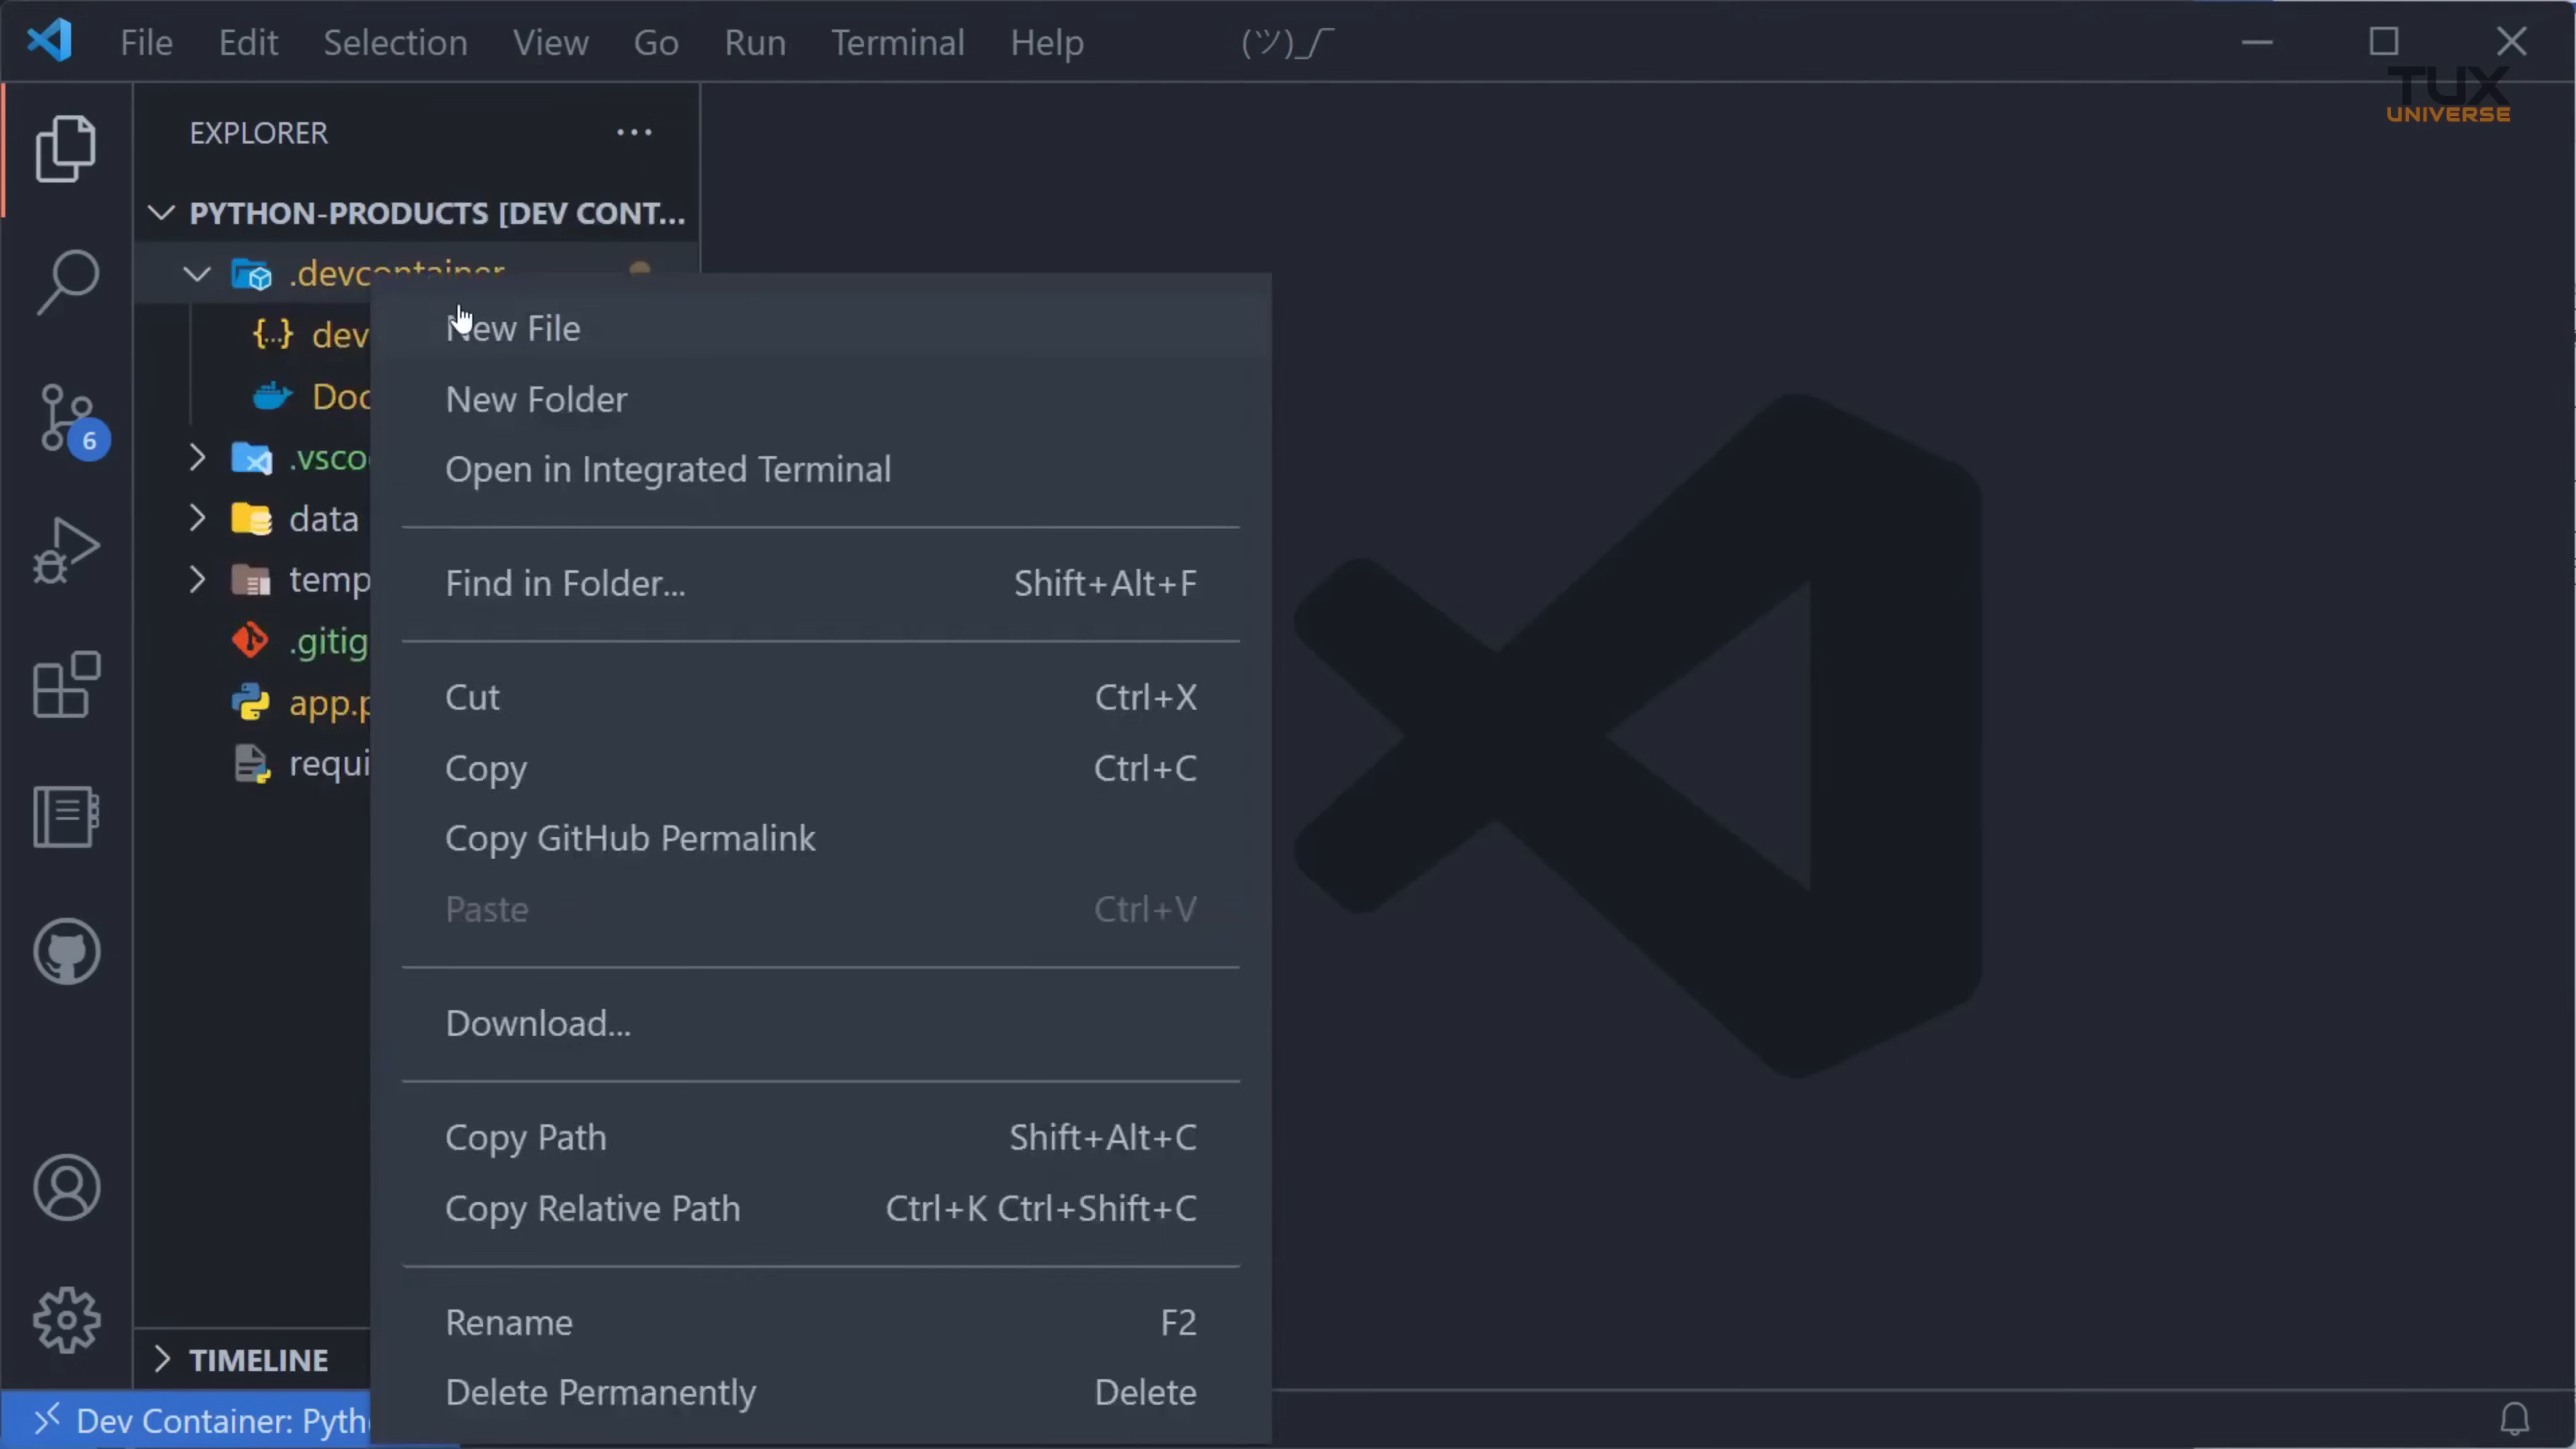 File Edit Selection View Go Run Terminal Help (ツ)_/¯
TUX
UNIVERSE
EXPLORER ...
PYTHON-PRODUCTS [DEV CONT...
.devcontainer
{..} dev
Doc
.vsco
data
temp
.gitig
app.p
requi
6
New File
New Folder
Open in Integrated Terminal
Find in Folder... Shift+Alt+F
Cut Ctrl+X
Copy Ctrl+C
Copy GitHub Permalink
Paste Ctrl+V
Download...
Copy Path Shift+Alt+C
Copy Relative Path Ctrl+K Ctrl+Shift+C
Rename F2
Delete Permanently Delete
TIMELINE
Dev Container: Pyth